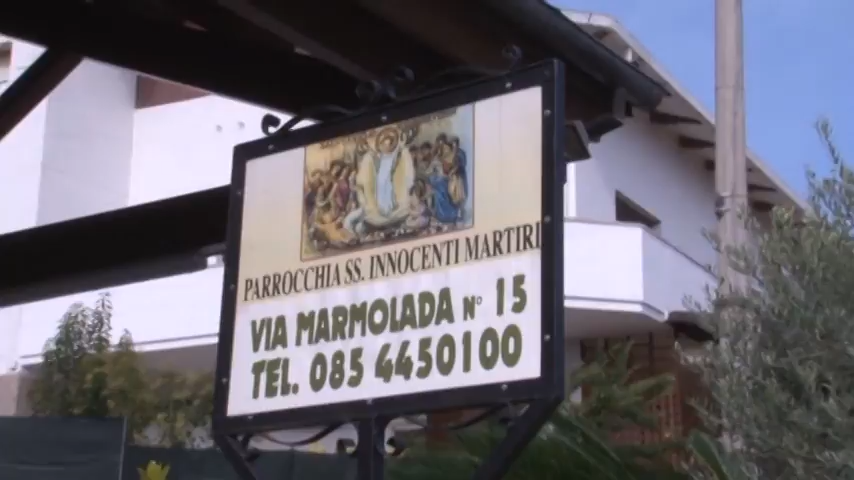 PARROCCHIA SS. INNOCENTI MARTIRI
VIA MARMOLADA N° 15
TEL. 085 4450100